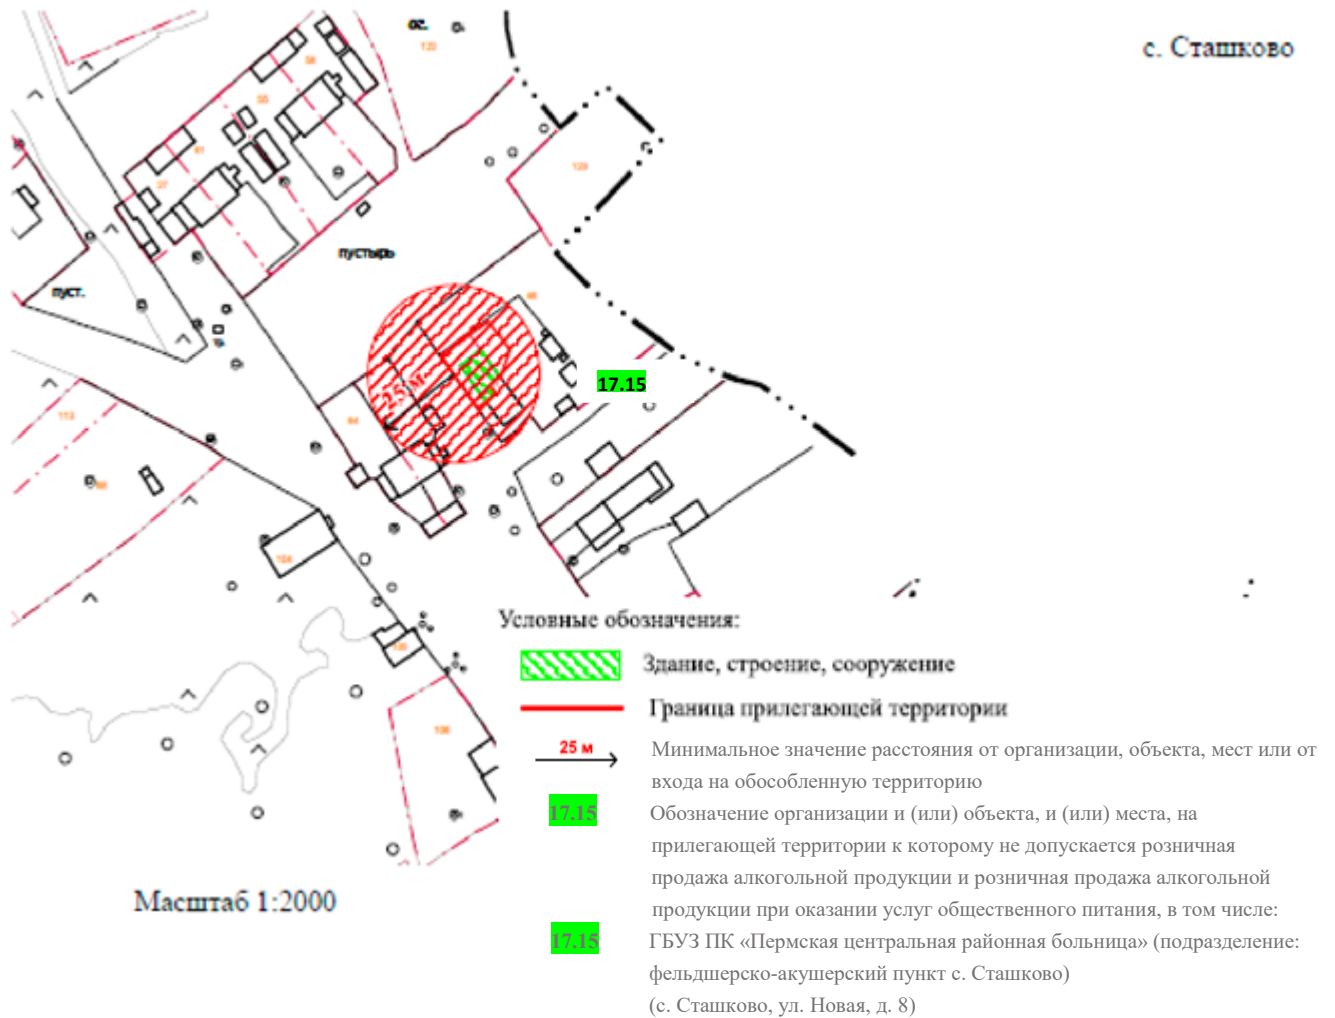 с. Сташково
ос.
122
пустырь
пуст.
25 м
17.15
113
104
Условные обозначения:
Здание, строение, сооружение
Граница прилегающей территории
25 м
Минимальное значение расстояния от организации, объекта, мест или от
входа на обособленную территорию
17.15
Обозначение организации и (или) объекта, и (или) места, на
прилегающей территории к которому не допускается розничная
продажа алкогольной продукции и розничная продажа алкогольной
продукции при оказании услуг общественного питания, в том числе:
17.15
ГБУЗ ПК «Пермская центральная районная больница» (подразделение:
фельдшерско-акушерский пункт с. Сташково)
(с. Сташково, ул. Новая, д. 8)
Масштаб 1:2000